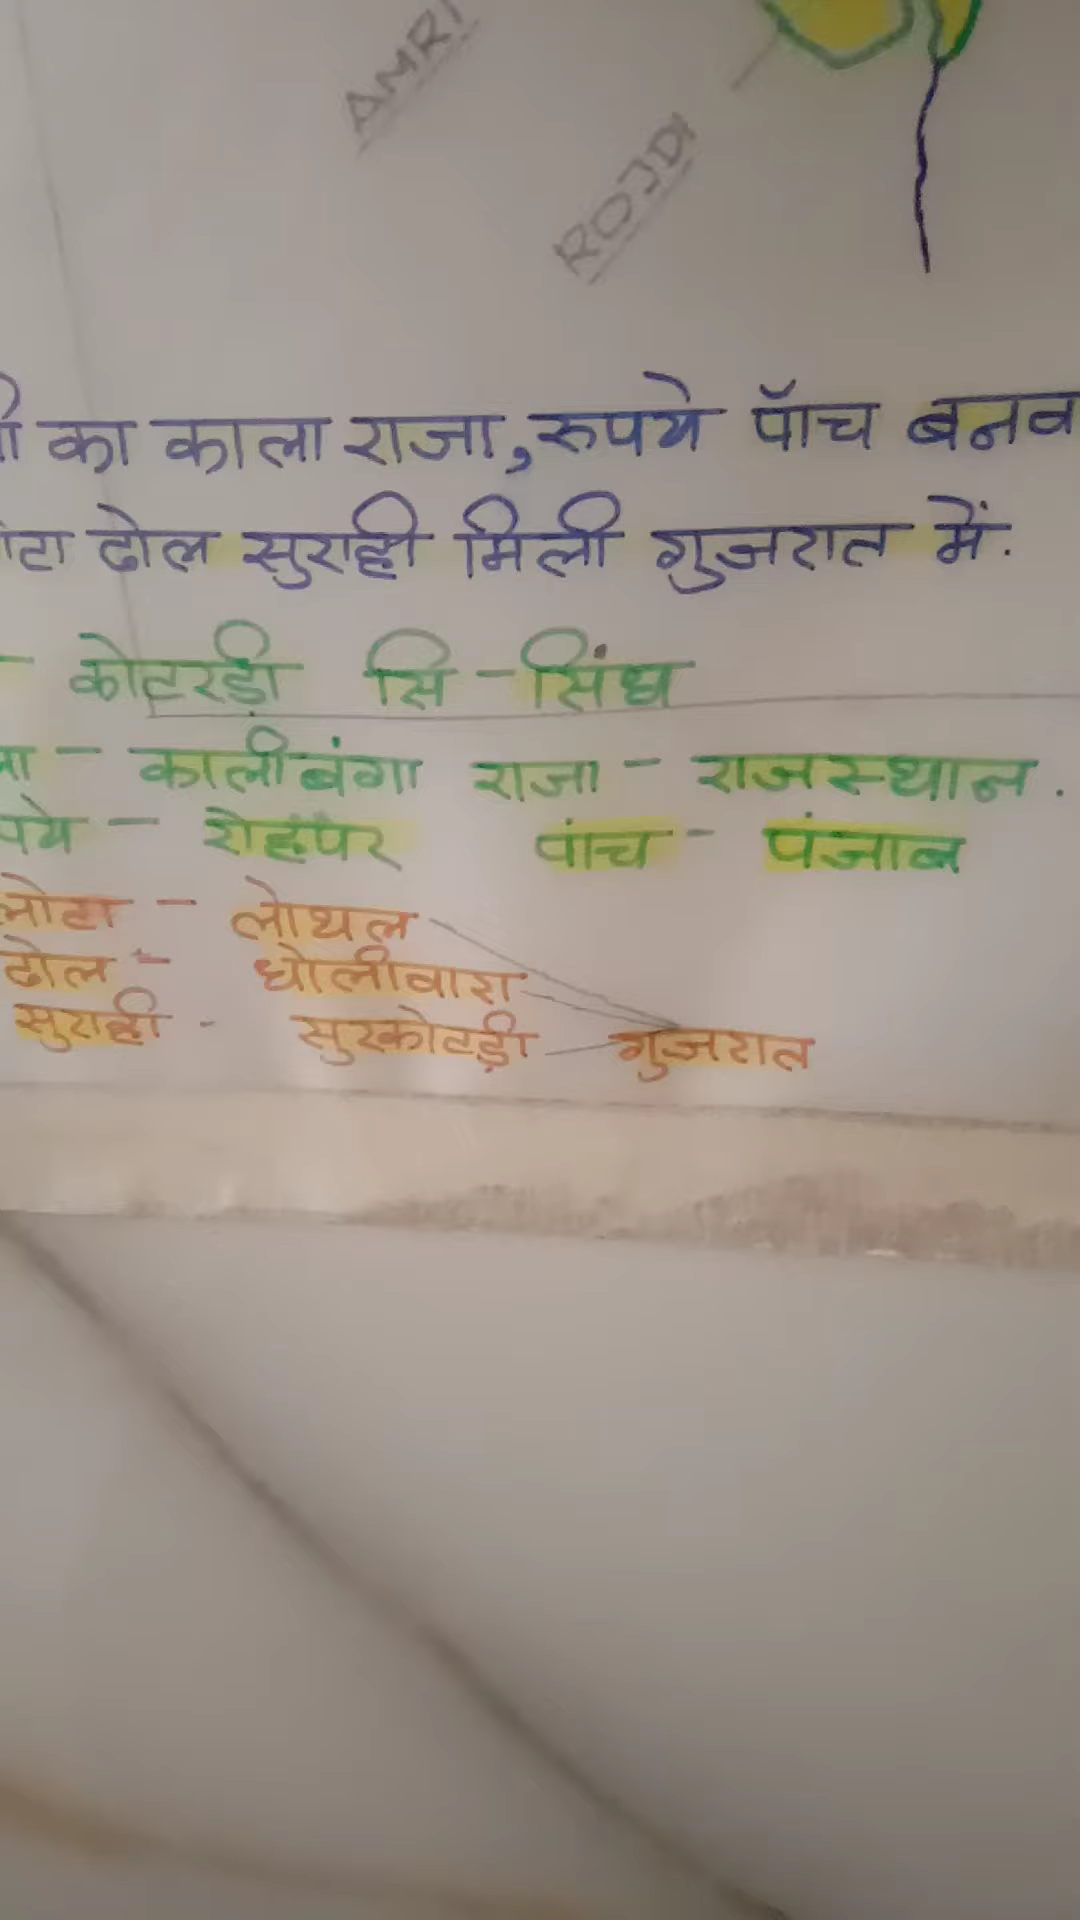 AMRI
ROJDI
का काला राजा, रुपये पाॅच बनव
ढोल सुराही मिली गुजरात में.
- कोटरडी सि - सिंध
- कालीबंगा राजा - राजस्थान.
पये - रोहपर पांच - पंजाब
लोटा - लोथल
ढोल - धोलीवारा
सुराही - सुरकोटड़ी गुजरात